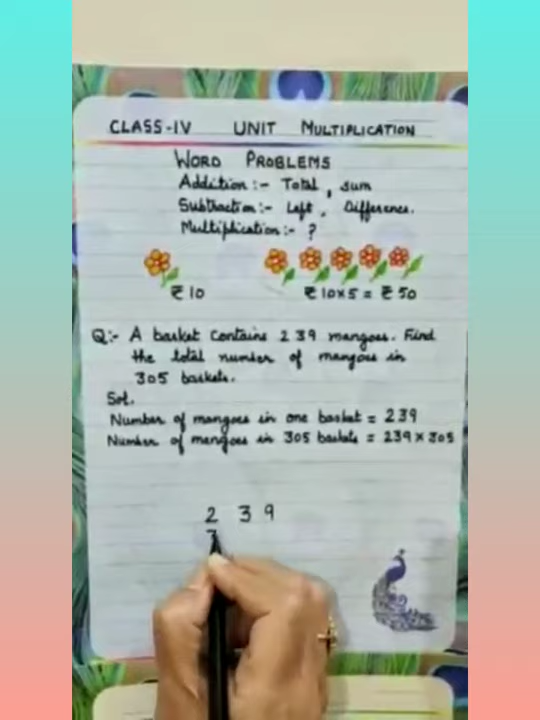 CLASS-IV UNIT MULTIPLICATION
WORD PROBLEMS
Addition:- Total, sum
Subtraction:- Left, Difference.
Multiplication:- ?
₹ 10 ₹ 10×5 = ₹ 50
Q:- A basket contains 239 mangoes. Find
the total number of mangoes in
305 baskets.
Sol.
Number of mangoes in one basket = 239
Number of mangoes in 305 baskets = 239 × 305
2 3 9